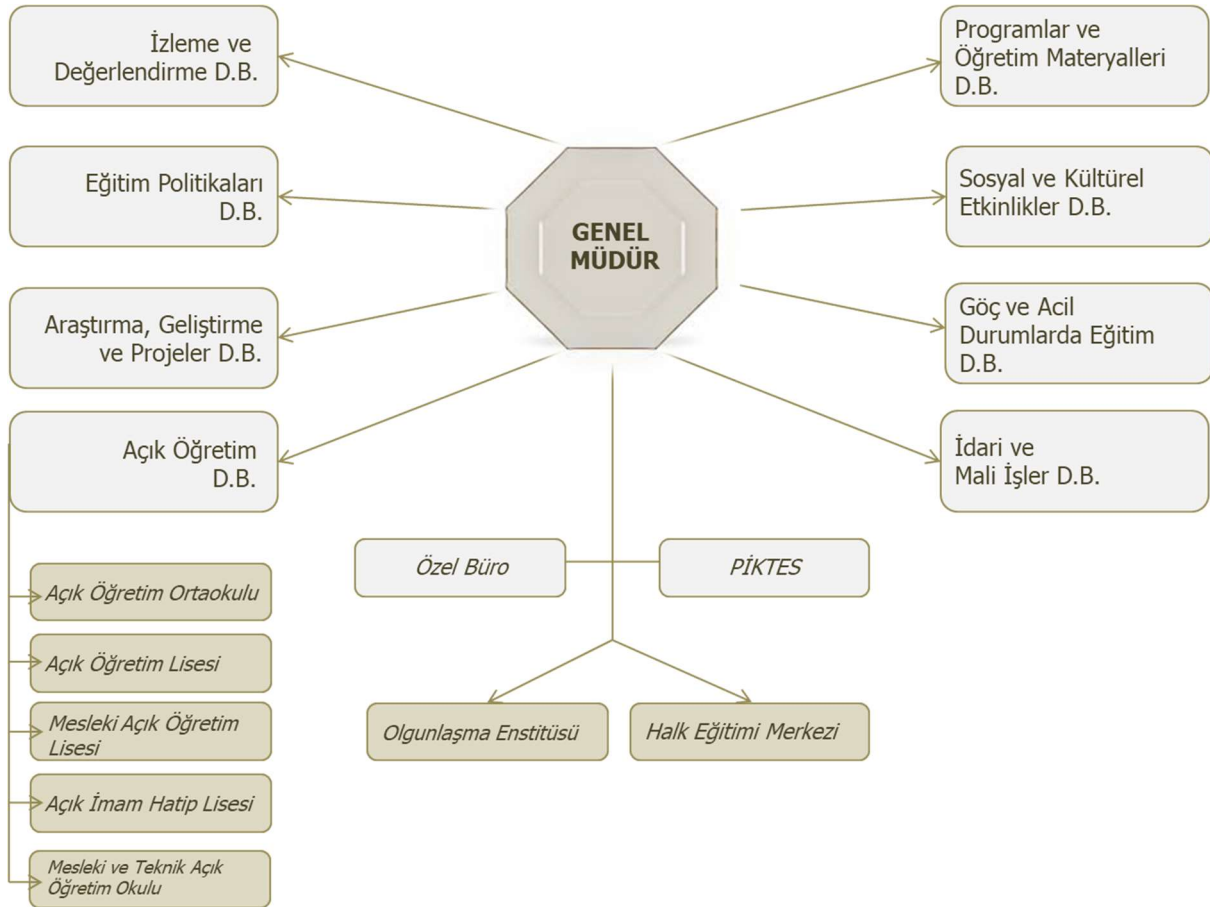 İzleme ve
Değerlendirme D.B.
Eğitim Politikaları
D.B.
Araştırma, Geliştirme
ve Projeler D.B.
Açık Öğretim
D.B.
GENEL
MÜDÜR
Programlar ve
Öğretim Materyalleri
D.B.
Sosyal ve Kültürel
Etkinlikler D.B.
Göç ve Acil
Durumlarda Eğitim
D.B.
İdari ve
Mali İşler D.B.
Özel Büro
PİKTES
Olgunlaşma Enstitüsü
Halk Eğitimi Merkezi
Açık Öğretim Ortaokulu
Açık Öğretim Lisesi
Mesleki Açık Öğretim
Lisesi
Açık İmam Hatip Lisesi
Mesleki ve Teknik Açık
Öğretim Okulu